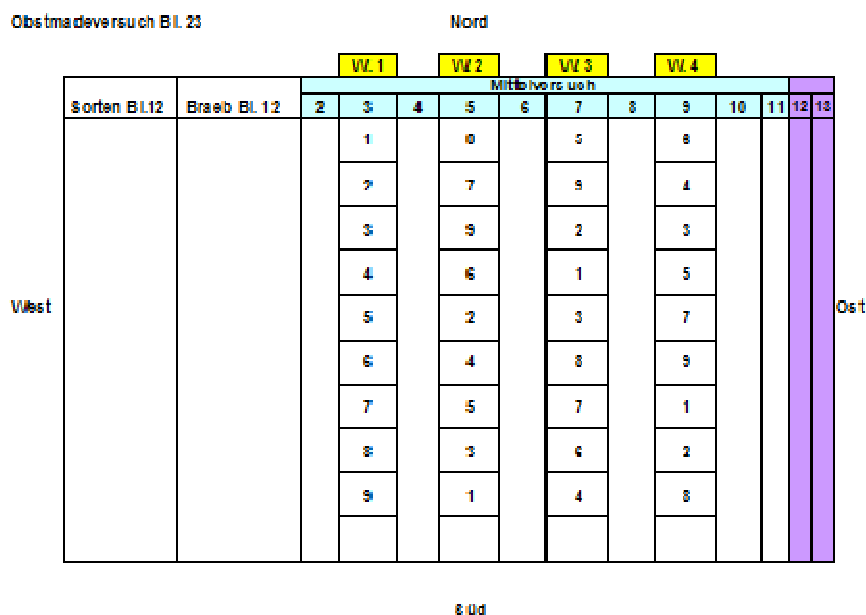 Obstmadeversuch Bl. 23 Nord
W. 1 W. 2 W. 3 W. 4
Mittelversuch
Sorten Bl.12 Braeb Bl. 12 2 3 4 5 6 7 8 9 10 11 12 13
1 5 6
2 7 9 4
3 9 2 3
4 6 1 5
West Ost
5 2 3 7
6 4 8 9
7 5 7 1
8 3 6 2
9 1 4 8
Süd